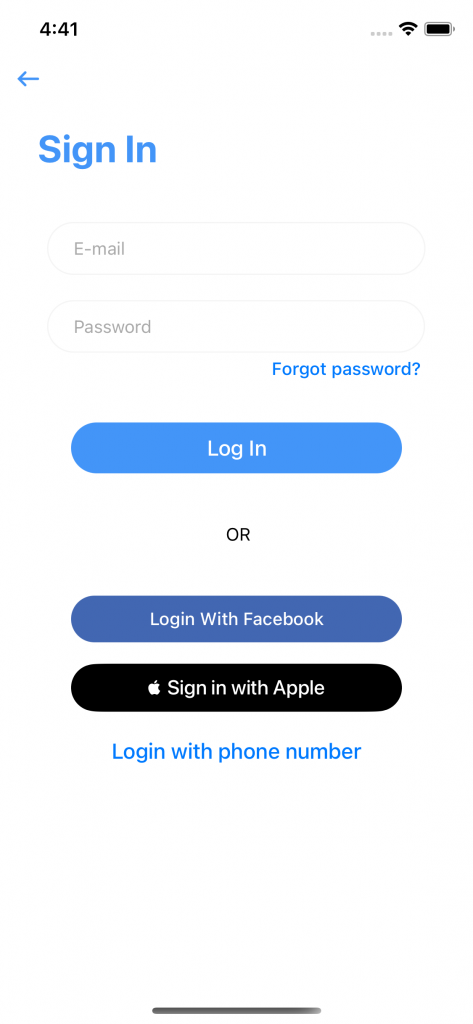 4:41
Sign In
E-mail
Password
Forgot password?
Log In
OR
Login With Facebook
Sign in with Apple
Login with phone number